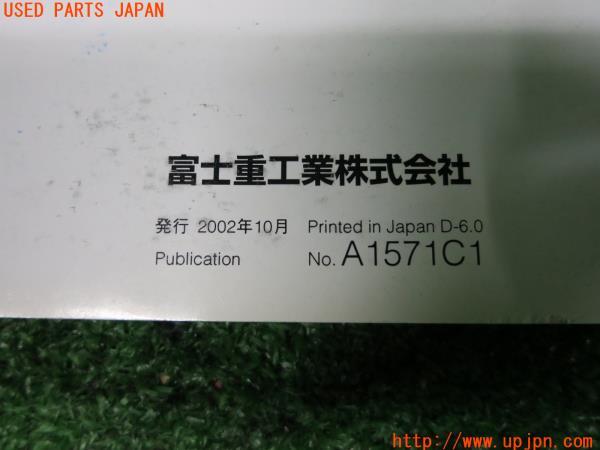 USED PARTS JAPAN
富士重工業株式会社
発行 2002年10月 Printed in Japan D-6.0
Publication No. A1571C1
http://www.upjpn.com/